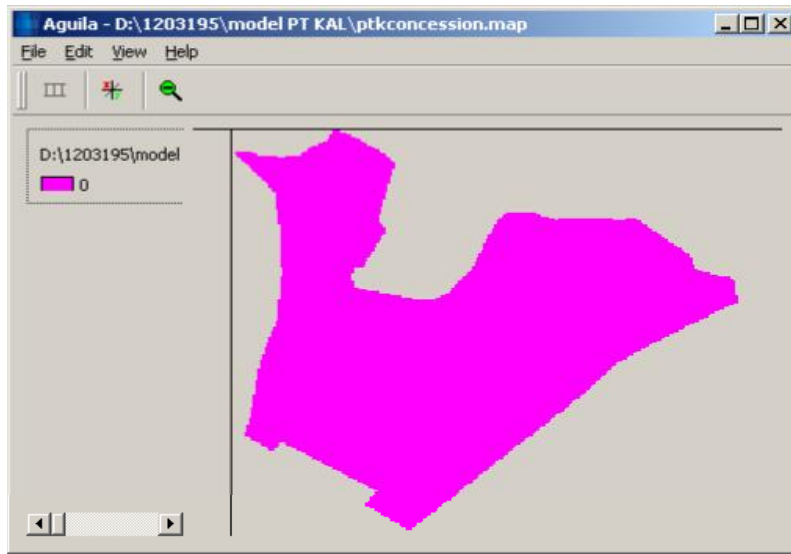 Aguila - D:\1203195\model PT KAL\ptkconcession.map
File Edit View Help
D:\1203195\model
0